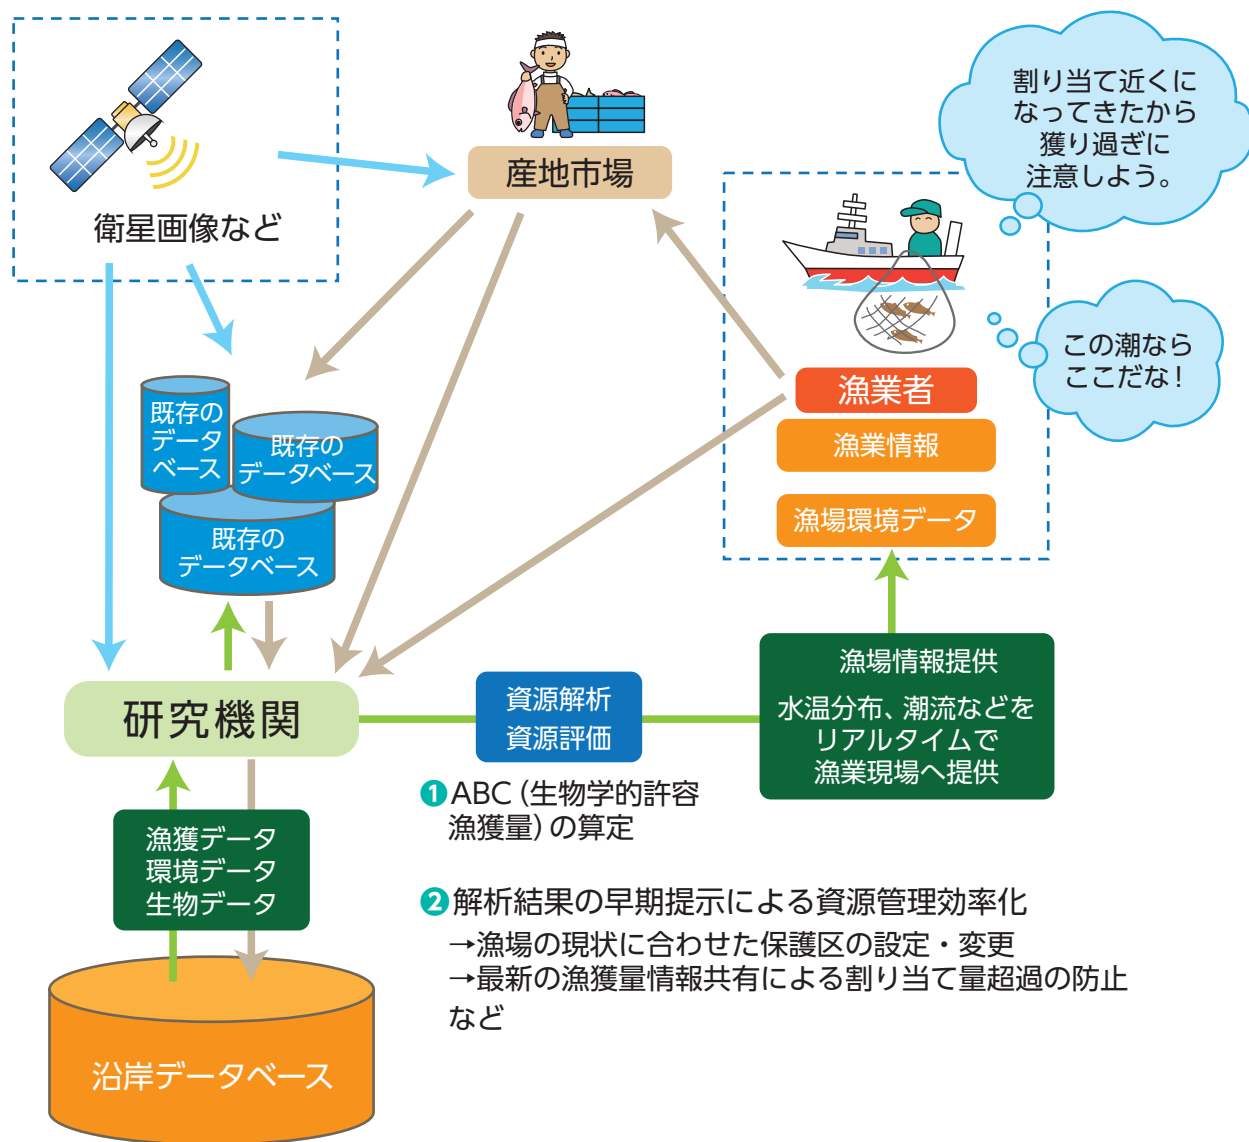 衛星画像など
産地市場
割り当て近くに
なってきたから
獲り過ぎに
注意しよう。
この潮なら
ここだな！
漁業者
漁業情報
漁場環境データ
既存の
データ
ベース
既存の
データベース
既存の
データベース
研究機関
資源解析
資源評価
漁場情報提供
水温分布、潮流などを
リアルタイムで
漁業現場へ提供
❶ABC（生物学的許容
漁獲量）の算定
❷解析結果の早期提示による資源管理効率化
→漁場の現状に合わせた保護区の設定・変更
→最新の漁獲量情報共有による割り当て量超過の防止
など
漁獲データ
環境データ
生物データ
沿岸データベース